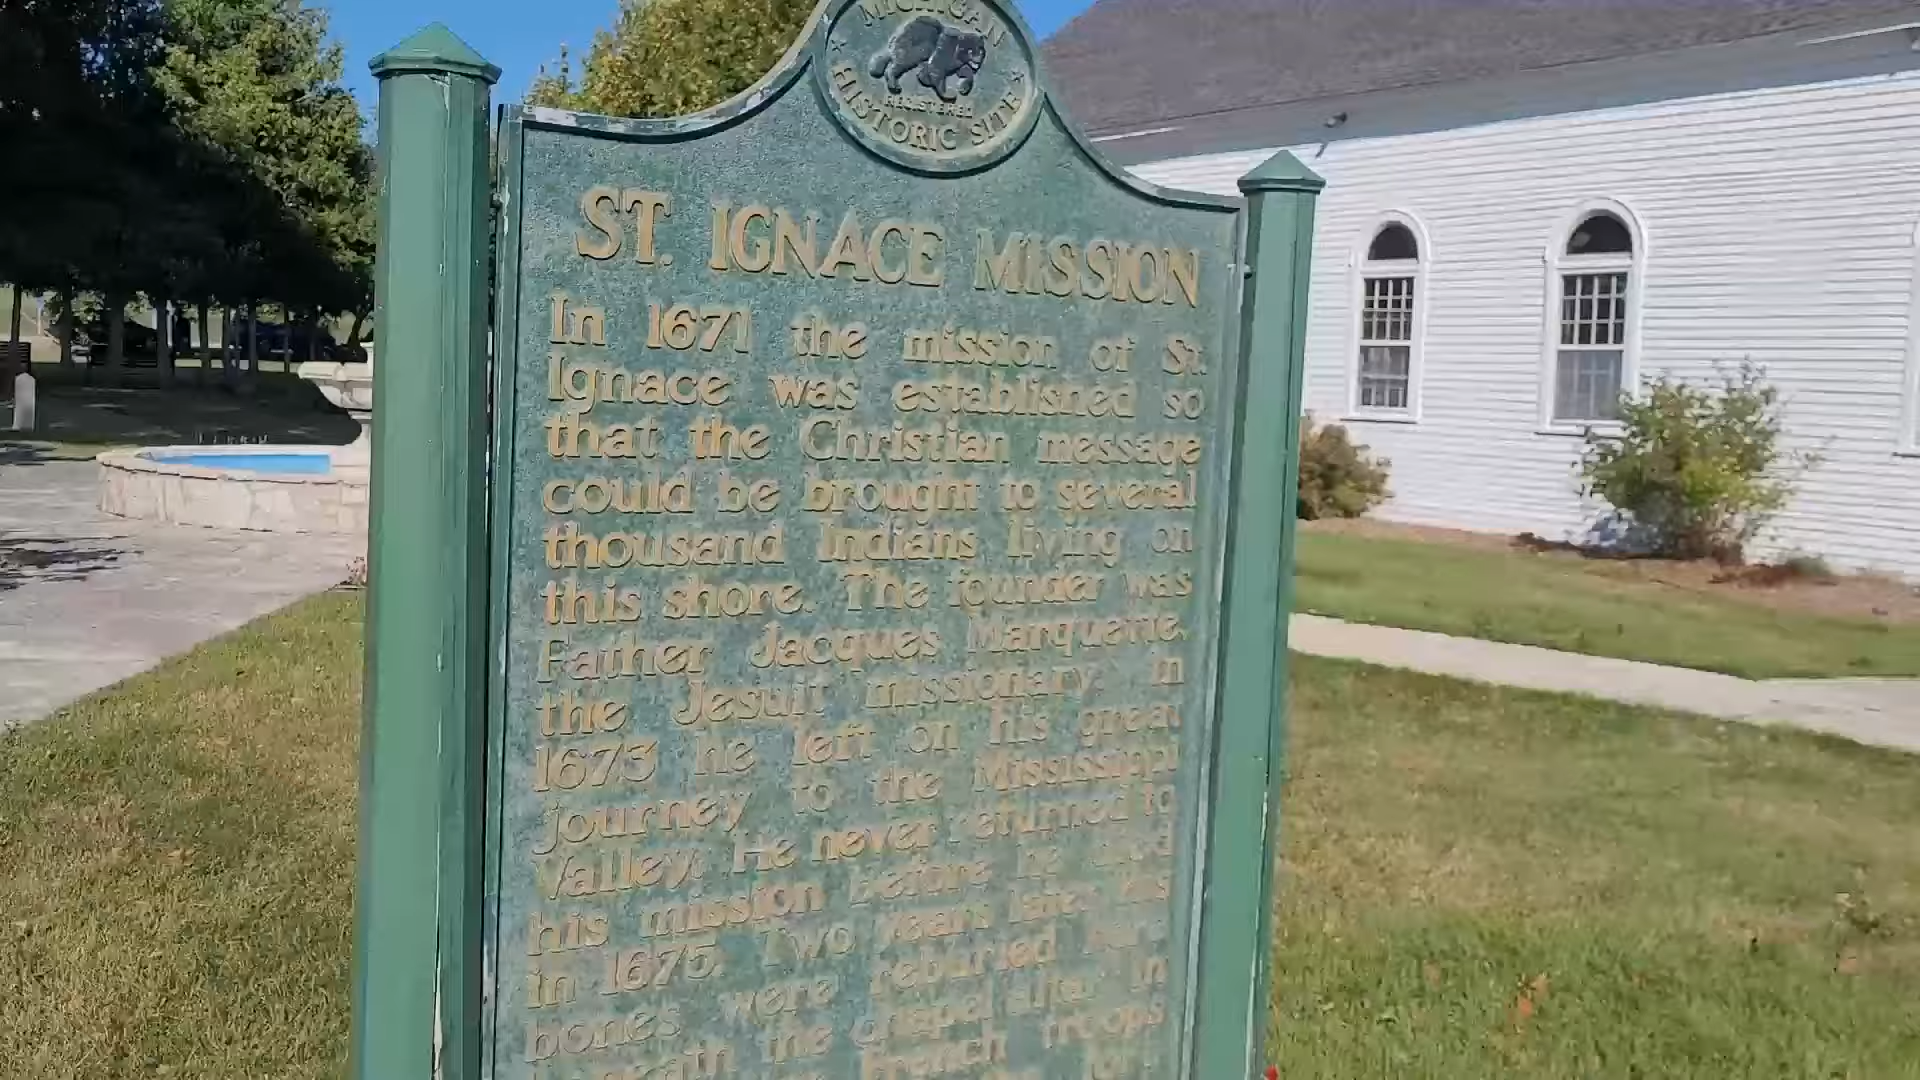 MICHIGAN
REGISTERED
HISTORIC SITE
ST. IGNACE MISSION
In 1671 the mission of St.
Ignace was established so
that the Christian message
could be brought to several
thousand Indians living on
this shore. The founder was
Father Jacques Marquette,
the Jesuit missionary. In
1673 he left on his great
journey to the Mississippi
Valley. He never returned to
his mission before he died
in 1675. Two years later his
bones were reburied here
beneath the chapel altar. In
French troops